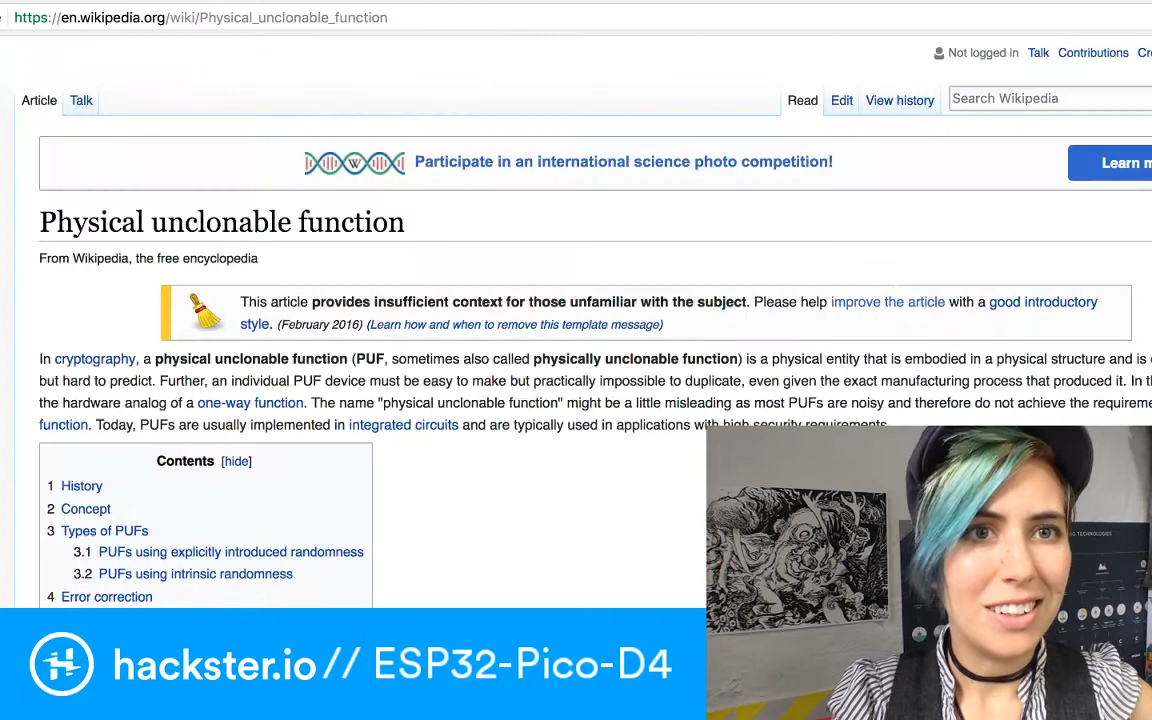 https://en.wikipedia.org/wiki/Physical_unclonable_function
Not logged in Talk Contributions
Article Talk Read Edit View history Search Wikipedia
Participate in an international science photo competition! Learn
Physical unclonable function
From Wikipedia, the free encyclopedia
This article provides insufficient context for those unfamiliar with the subject. Please help improve the article with a good introductory
style. (February 2016) (Learn how and when to remove this template message)
In cryptography, a physical unclonable function (PUF, sometimes also called physically unclonable function) is a physical entity that is embodied in a physical structure and is
but hard to predict. Further, an individual PUF device must be easy to make but practically impossible to duplicate, even given the exact manufacturing process that produced it. In
the hardware analog of a one-way function. The name "physical unclonable function" might be a little misleading as most PUFs are noisy and therefore do not achieve the
function. Today, PUFs are usually implemented in integrated circuits and are typically used in applications with high security requirements.
Contents [hide]
1 History
2 Concept
3 Types of PUFs
3.1 PUFs using explicitly introduced randomness
3.2 PUFs using intrinsic randomness
4 Error correction
TECHNOLOGIES
hackster.io // ESP32-Pico-D4